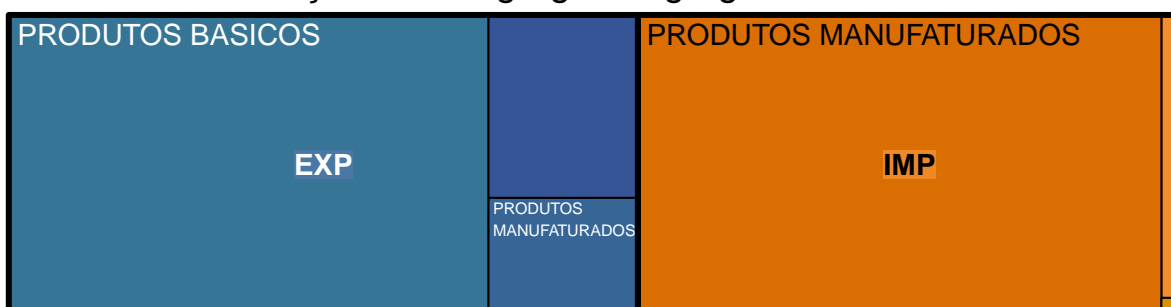 PRODUTOS BASICOS
EXP
PRODUTOS
MANUFATURADOS
PRODUTOS MANUFATURADOS
IMP